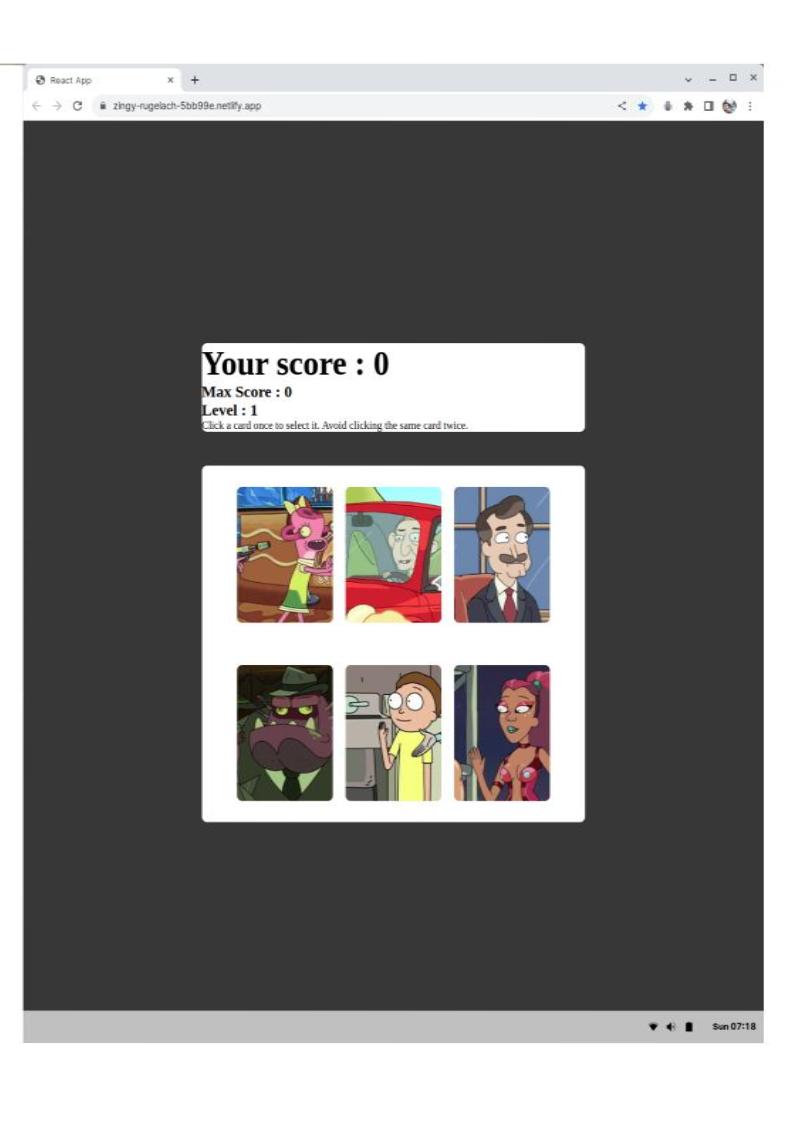 React App
zingy-rugelach-5bb99e.netlify.app
Your score : 0
Max Score : 0
Level : 1
Click a card once to select it. Avoid clicking the same card twice.
Sun 07:18